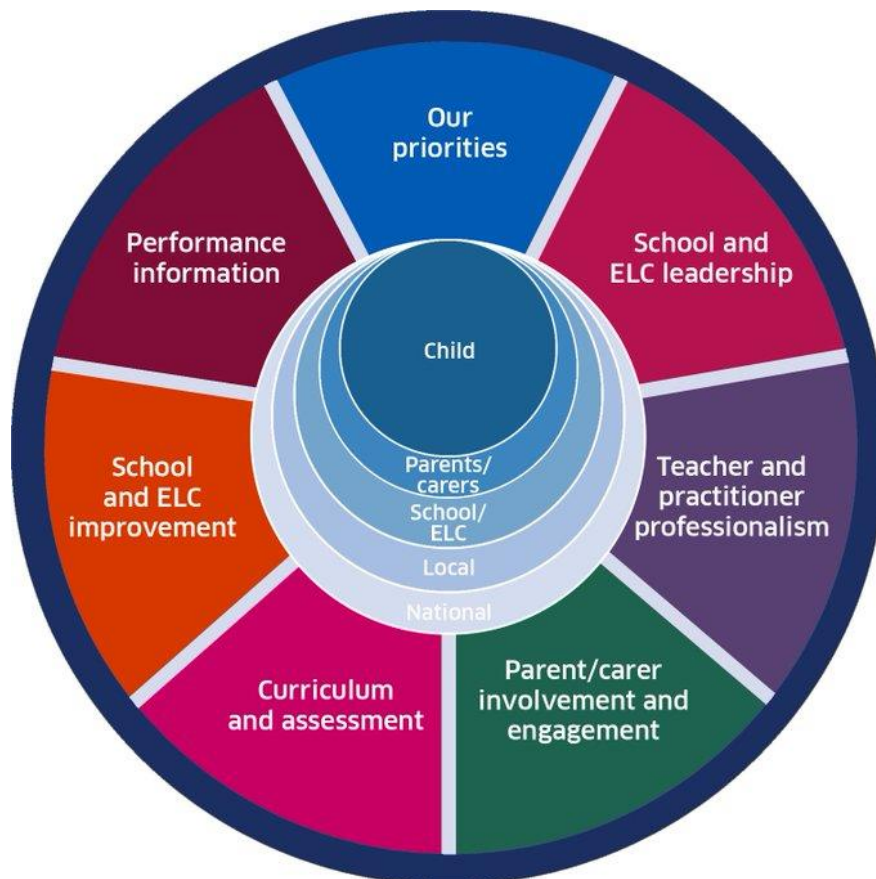 Our
priorities
School and
ELC leadership
Teacher and
practitioner
professionalism
Parent/carer
involvement and
engagement
Curriculum
and assessment
School
and ELC
improvement
Performance
information
Child
Parents/
carers
School/
ELC
Local
National